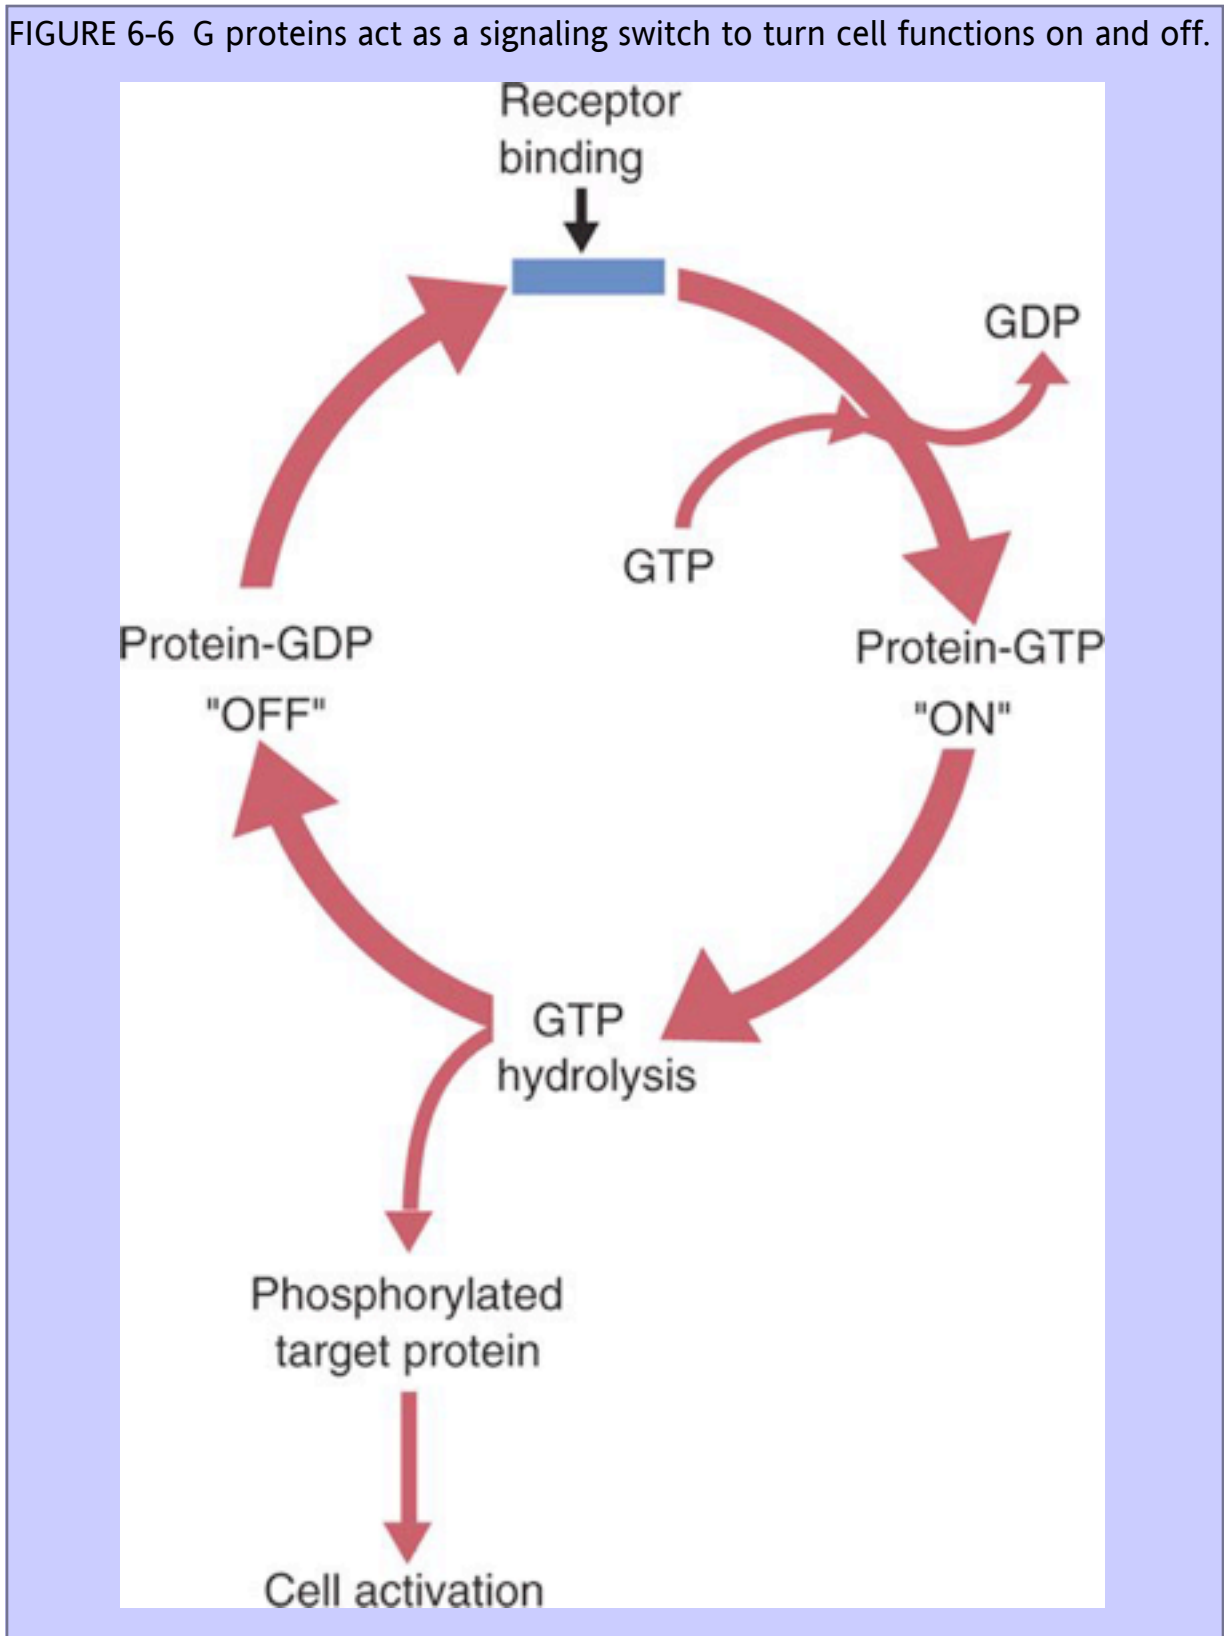 FIGURE 6-6 G proteins act as a signaling switch to turn cell functions on and off.
Receptor
binding
GDP
GTP
Protein-GDP
"OFF"
Protein-GTP
"ON"
GTP
hydrolysis
Phosphorylated
target protein
Cell activation